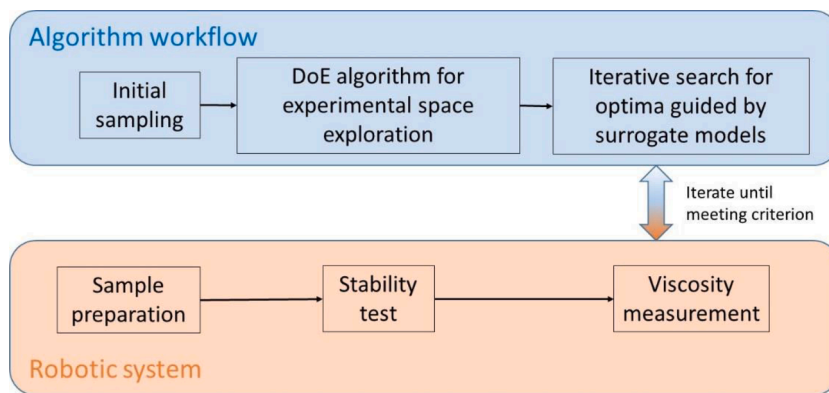 Algorithm workflow
Initial
sampling
DoE algorithm for
experimental space
exploration
Iterative search for
optima guided by
surrogate models
Iterate until
meeting criterion
Sample
preparation
Stability
test
Viscosity
measurement
Robotic system